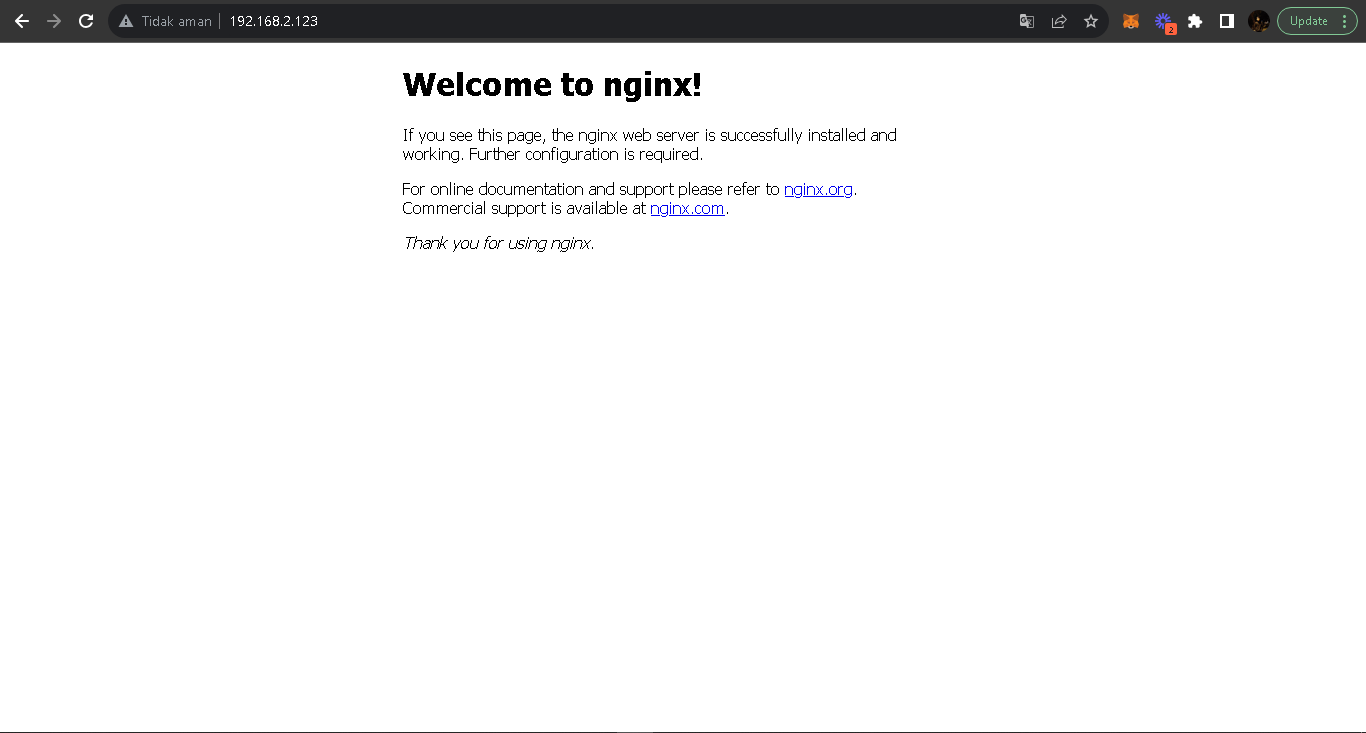 Tidak aman
192.168.2.123
2
Update
Welcome to nginx!
If you see this page, the nginx web server is successfully installed and
working. Further configuration is required.
For online documentation and support please refer to nginx.org.
Commercial support is available at nginx.com.
Thank you for using nginx.